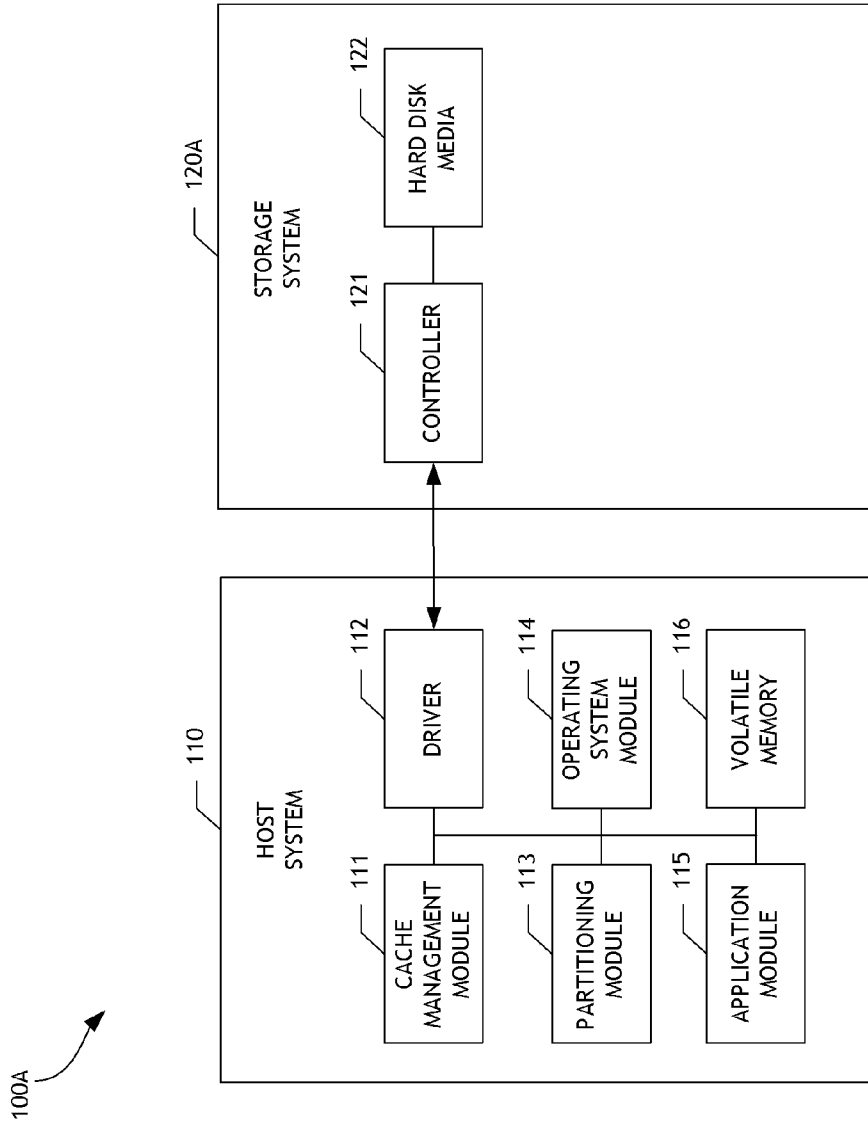 100A
110
HOST
SYSTEM
111
CACHE
MANAGEMENT
MODULE
112
DRIVER
113
PARTITIONING
MODULE
114
OPERATING
SYSTEM
MODULE
115
APPLICATION
MODULE
116
VOLATILE
MEMORY
120A
STORAGE
SYSTEM
121
CONTROLLER
122
HARD DISK
MEDIA